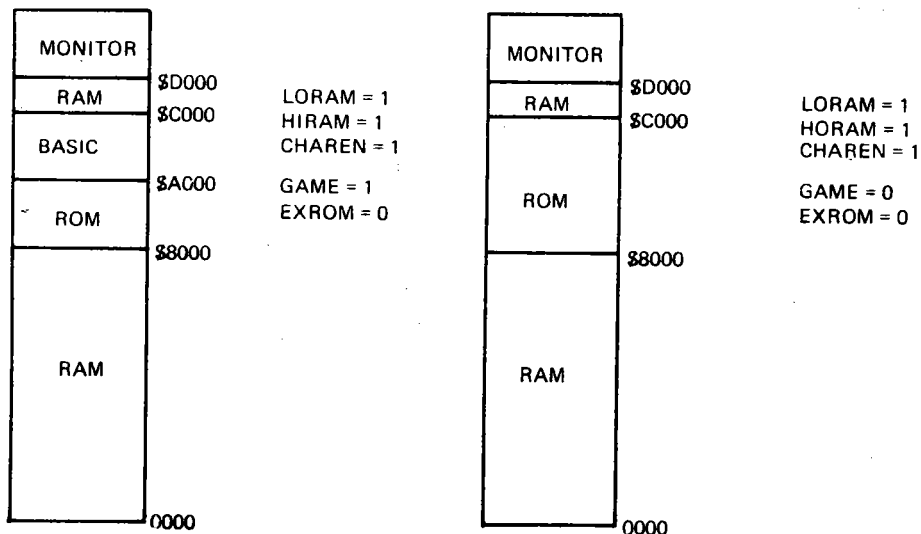 MONITOR
$D000
RAM
$C000
BASIC
$A000
ROM
$8000
RAM
0000
LORAM = 1
HIRAM = 1
CHAREN = 1
GAME = 1
EXROM = 0
MONITOR
$D000
RAM
$C000
ROM
$8000
RAM
0000
LORAM = 1
HORAM = 1
CHAREN = 1
GAME = 0
EXROM = 0